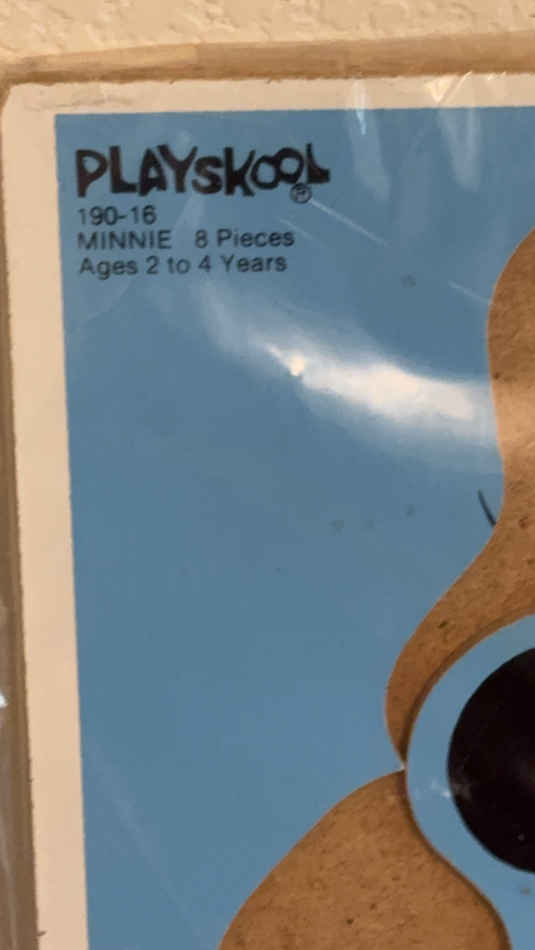 PLAYSKOOL®
190-16
MINNIE 8 Pieces
Ages 2 to 4 Years